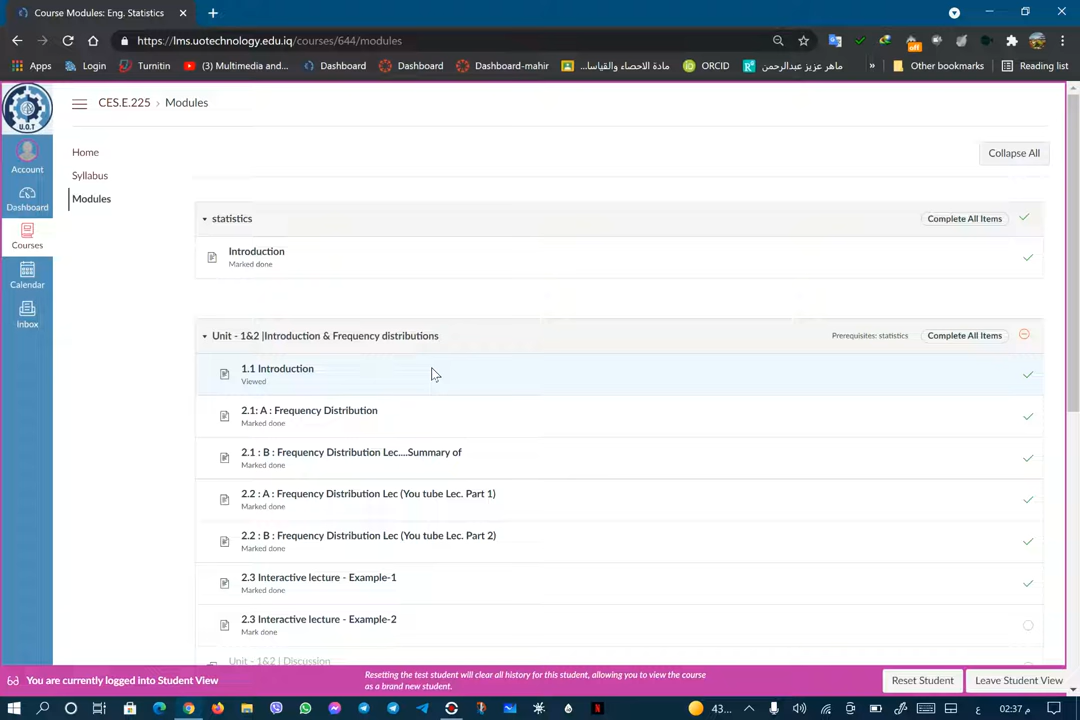 Course Modules: Eng. Statistics
https://lms.uotechnology.edu.iq/courses/644/modules
Apps
Login
Turnitin
(3) Multimedia and...
Dashboard
Dashboard
Dashboard-mahir
مادة الاحصاء والقياسا...
ORCID
ماهر عزيز عبدالرحمن
»
Other bookmarks
Reading list
off
U.O.T
CES.E.225 › Modules
Account
Dashboard
Courses
Calendar
Inbox
Home
Syllabus
Modules
Collapse All
statistics
Complete All Items
Introduction
Marked done
Unit - 1&2 |Introduction & Frequency distributions
Prerequisites: statistics
Complete All Items
1.1 Introduction
Viewed
2.1: A : Frequency Distribution
Marked done
2.1 : B : Frequency Distribution Lec....Summary of
Marked done
2.2 : A : Frequency Distribution Lec (You tube Lec. Part 1)
Marked done
2.2 : B : Frequency Distribution Lec (You tube Lec. Part 2)
Marked done
2.3 Interactive lecture - Example-1
Marked done
2.3 Interactive lecture - Example-2
Mark done
Unit - 1&2 | Discussion
You are currently logged into Student View
Resetting the test student will clear all history for this student, allowing you to view the course
as a brand new student.
Reset Student
Leave Student View
43...
02:37 م